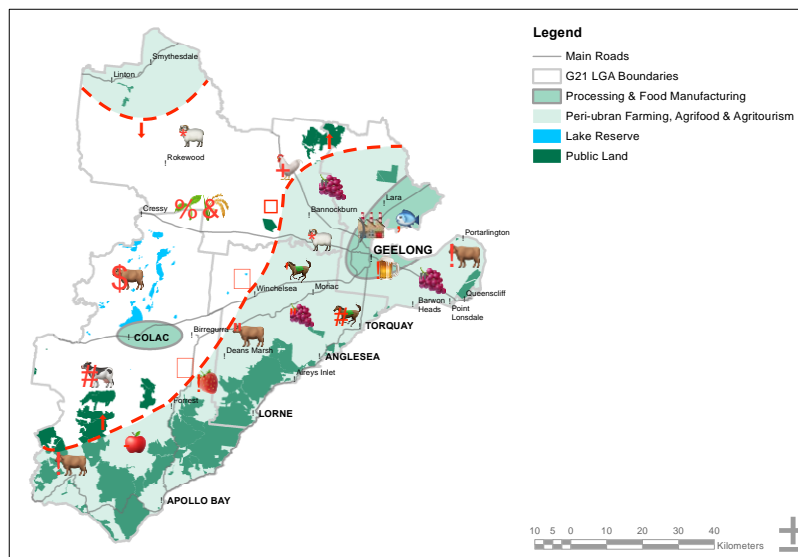 Legend
Main Roads
G21 LGA Boundaries
Processing & Food Manufacturing
Peri-ubran Farming, Agrifood & Agritourism
Lake Reserve
Public Land
Smythesdale
Linton
Rokewood
Cressy
% &
Bannockburn
Lara
GEELONG
Portarlington
Queenscliff
Barwon
Heads
Point
Lonsdale
$
Winchelsea
Moriac
#
TORQUAY
COLAC
Birregurra
Deans Marsh
ANGLESEA
Aireys Inlet
#
!
Forrest
LORNE
!
APOLLO BAY
10 5 0 10 20 30 40
Kilometers